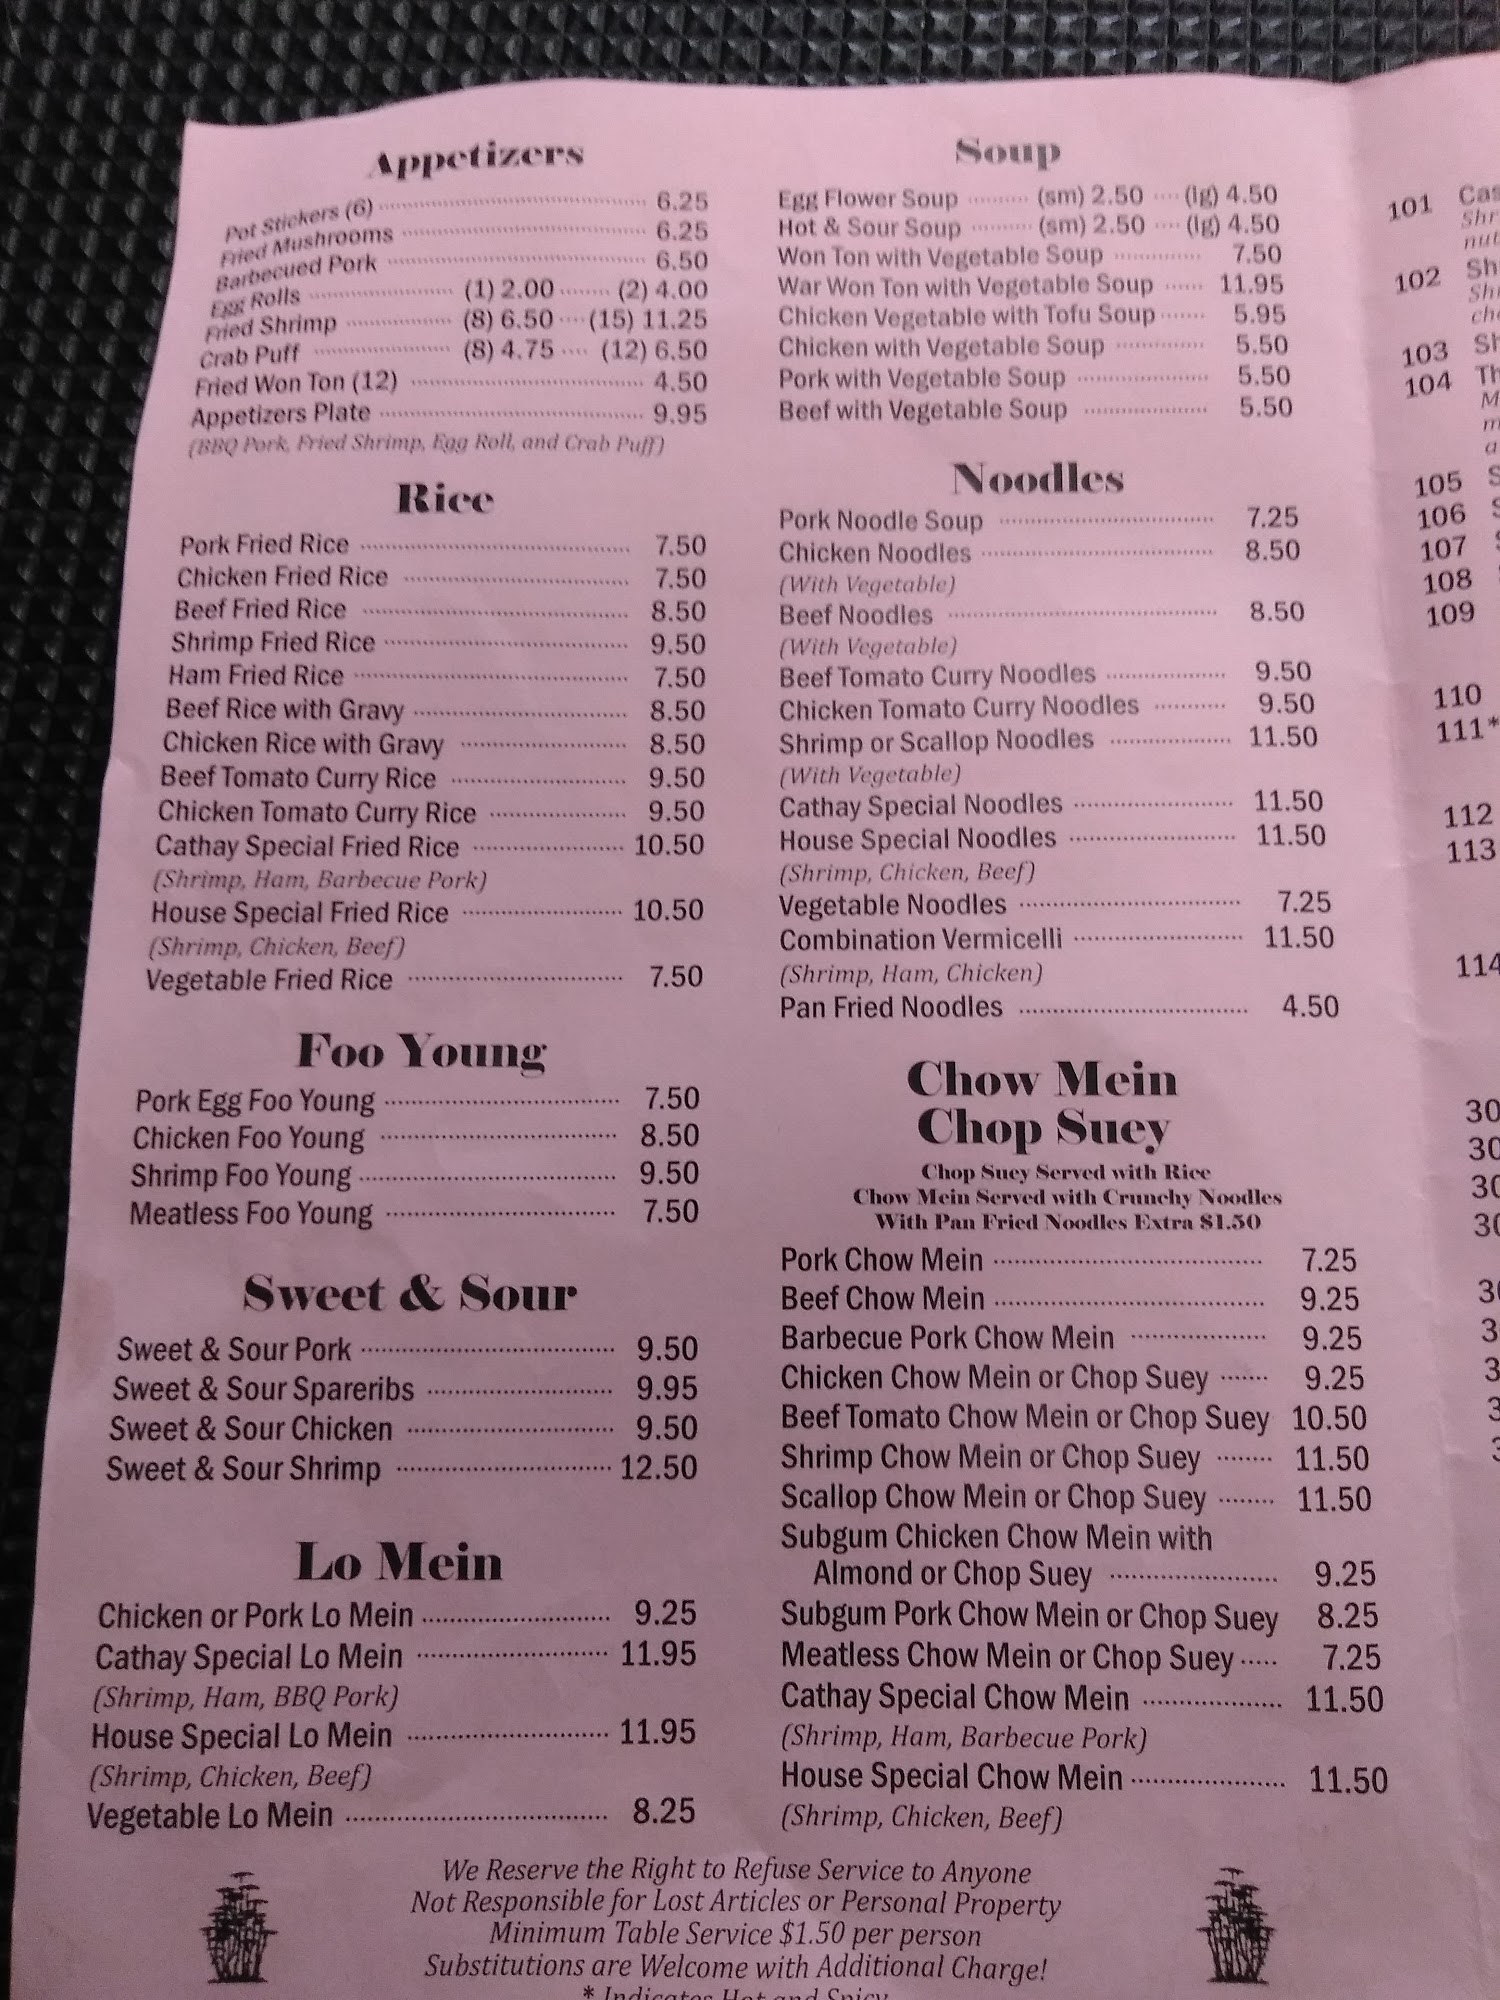 Appetizers
Pot Stickers (6) 6.25
Fried Mushrooms 6.25
Barbecued Pork 6.50
Egg Rolls (1) 2.00 (2) 4.00
Fried Shrimp (8) 6.50 (15) 11.25
Crab Puff (8) 4.75 (12) 6.50
Fried Won Ton (12) 4.50
Appetizers Plate 9.95
(BBQ Pork, Fried Shrimp, Egg Roll, and Crab Puff)
Rice
Pork Fried Rice 7.50
Chicken Fried Rice 7.50
Beef Fried Rice 8.50
Shrimp Fried Rice 9.50
Ham Fried Rice 7.50
Beef Rice with Gravy 8.50
Chicken Rice with Gravy 8.50
Beef Tomato Curry Rice 9.50
Chicken Tomato Curry Rice 9.50
Cathay Special Fried Rice 10.50
(Shrimp, Ham, Barbecue Pork)
House Special Fried Rice 10.50
(Shrimp, Chicken, Beef)
Vegetable Fried Rice 7.50
Foo Young
Pork Egg Foo Young 7.50
Chicken Foo Young 8.50
Shrimp Foo Young 9.50
Meatless Foo Young 7.50
Sweet & Sour
Sweet & Sour Pork 9.50
Sweet & Sour Spareribs 9.95
Sweet & Sour Chicken 9.50
Sweet & Sour Shrimp 12.50
Lo Mein
Chicken or Pork Lo Mein 9.25
Cathay Special Lo Mein 11.95
(Shrimp, Ham, BBQ Pork)
House Special Lo Mein 11.95
(Shrimp, Chicken, Beef)
Vegetable Lo Mein 8.25
Soup
Egg Flower Soup (sm) 2.50 (lg) 4.50
Hot & Sour Soup (sm) 2.50 (lg) 4.50
Won Ton with Vegetable Soup 7.50
War Won Ton with Vegetable Soup 11.95
Chicken Vegetable with Tofu Soup 5.95
Chicken with Vegetable Soup 5.50
Pork with Vegetable Soup 5.50
Beef with Vegetable Soup 5.50
Noodles
Pork Noodle Soup 7.25
Chicken Noodles 8.50
(With Vegetable)
Beef Noodles 8.50
(With Vegetable)
Beef Tomato Curry Noodles 9.50
Chicken Tomato Curry Noodles 9.50
Shrimp or Scallop Noodles 11.50
(With Vegetable)
Cathay Special Noodles 11.50
House Special Noodles 11.50
(Shrimp, Chicken, Beef)
Vegetable Noodles 7.25
Combination Vermicelli 11.50
(Shrimp, Ham, Chicken)
Pan Fried Noodles 4.50
Chow Mein
Chop Suey
Chop Suey Served with Rice
Chow Mein Served with Crunchy Noodles
With Pan Fried Noodles Extra $1.50
Pork Chow Mein 7.25
Beef Chow Mein 9.25
Barbecue Pork Chow Mein 9.25
Chicken Chow Mein or Chop Suey 9.25
Beef Tomato Chow Mein or Chop Suey 10.50
Shrimp Chow Mein or Chop Suey 11.50
Scallop Chow Mein or Chop Suey 11.50
Subgum Chicken Chow Mein with
Almond or Chop Suey 9.25
Subgum Pork Chow Mein or Chop Suey 8.25
Meatless Chow Mein or Chop Suey 7.25
Cathay Special Chow Mein 11.50
(Shrimp, Ham, Barbecue Pork)
House Special Chow Mein 11.50
(Shrimp, Chicken, Beef)
We Reserve the Right to Refuse Service to Anyone
Not Responsible for Lost Articles or Personal Property
Minimum Table Service $1.50 per person
Substitutions are Welcome with Additional Charge!
* Indicates Hot and Spicy
101
102
103
104
105
106
107
108
109
110
111*
112
113
114